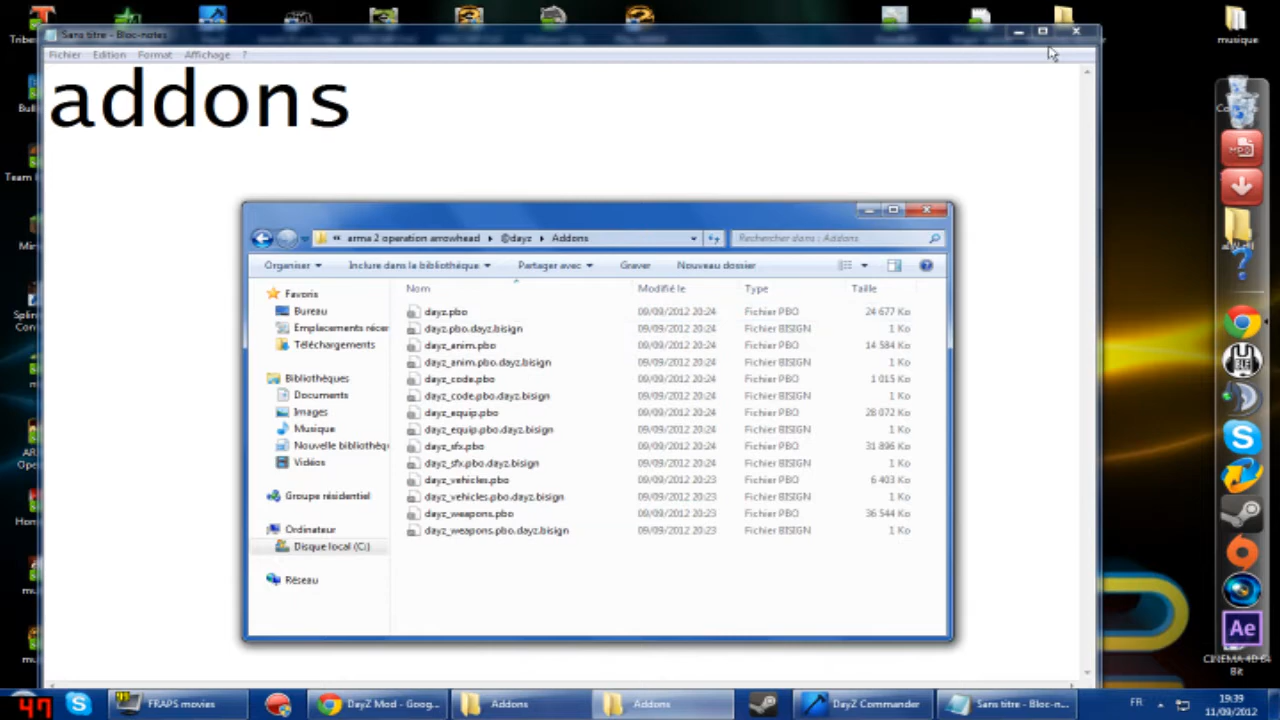 Sans titre - Bloc-notes
Fichier Edition Format Affichage ?
addons
musique
arma 2 operation arrowhead @dayz Addons
Rechercher dans : Addons
Organiser Inclure dans la bibliothèque Partager avec Graver Nouveau dossier
Nom Modifié le Type Taille
Favoris
Bureau
Emplacements récer
Téléchargements
Bibliothèques
Documents
Images
Musique
Nouvelle bibliothèqu
Vidéos
Groupe résidentiel
Ordinateur
Disque local (C:)
Réseau
dayz.pbo 09/09/2012 20:24 Fichier PBO 24 677 Ko
dayz.pbo.dayz.bisign 09/09/2012 20:24 Fichier BISIGN 1 Ko
dayz_anim.pbo 09/09/2012 20:24 Fichier PBO 14 584 Ko
dayz_anim.pbo.dayz.bisign 09/09/2012 20:24 Fichier BISIGN 1 Ko
dayz_code.pbo 09/09/2012 20:24 Fichier PBO 1 015 Ko
dayz_code.pbo.dayz.bisign 09/09/2012 20:24 Fichier BISIGN 1 Ko
dayz_equip.pbo 09/09/2012 20:24 Fichier PBO 28 072 Ko
dayz_equip.pbo.dayz.bisign 09/09/2012 20:24 Fichier BISIGN 1 Ko
dayz_sfx.pbo 09/09/2012 20:24 Fichier PBO 31 896 Ko
dayz_sfx.pbo.dayz.bisign 09/09/2012 20:24 Fichier BISIGN 1 Ko
dayz_vehicles.pbo 09/09/2012 20:23 Fichier PBO 6 403 Ko
dayz_vehicles.pbo.dayz.bisign 09/09/2012 20:23 Fichier BISIGN 1 Ko
dayz_weapons.pbo 09/09/2012 20:23 Fichier PBO 36 544 Ko
dayz_weapons.pbo.dayz.bisign 09/09/2012 20:23 Fichier BISIGN 1 Ko
Ae
CINEMA 4D 64 Bit
47
FRAPS movies
DayZ Mod - Goog...
Addons
Addons
DayZ Commander
Sans titre - Bloc-n...
FR
19:39
11/09/2012